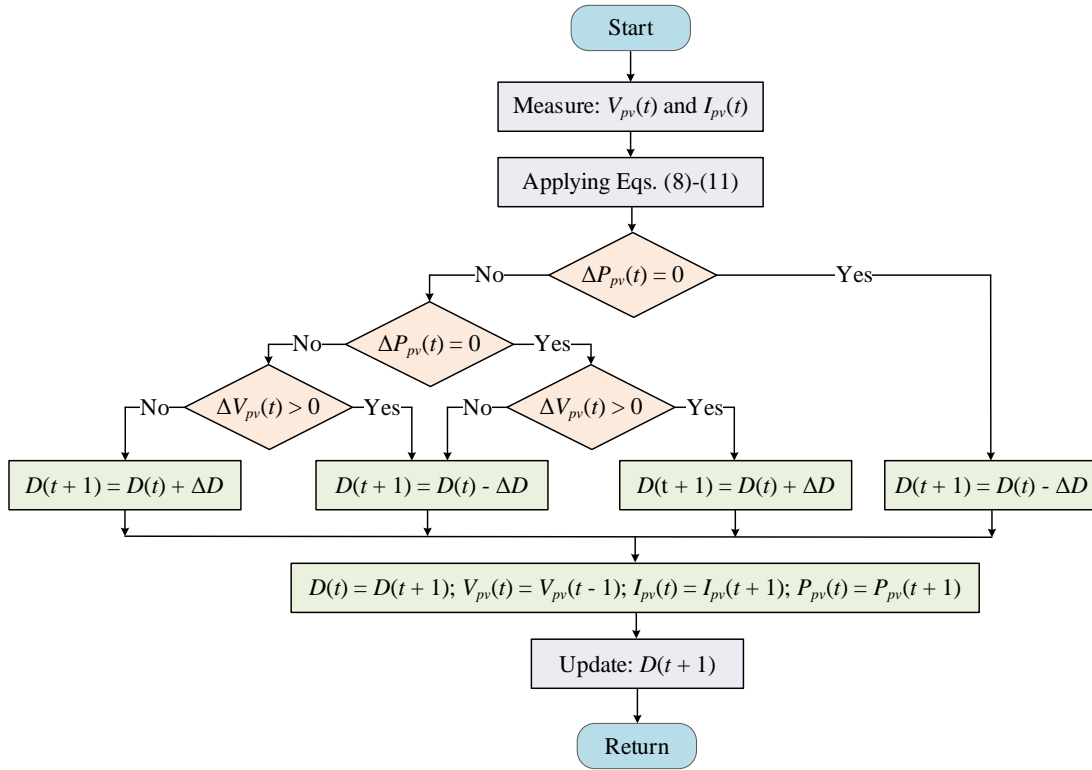 Start
Measure: Vpv(t) and Ipv(t)
Applying Eqs. (8)-(11)
ΔPpv(t) = 0
No
Yes
ΔPpv(t) = 0
No
Yes
ΔVpv(t) > 0
No
Yes
ΔVpv(t) > 0
No
Yes
D(t + 1) = D(t) + ΔD
D(t + 1) = D(t) - ΔD
D(t + 1) = D(t) + ΔD
D(t + 1) = D(t) - ΔD
D(t) = D(t + 1); Vpv(t) = Vpv(t - 1); Ipv(t) = Ipv(t + 1); Ppv(t) = Ppv(t + 1)
Update: D(t + 1)
Return